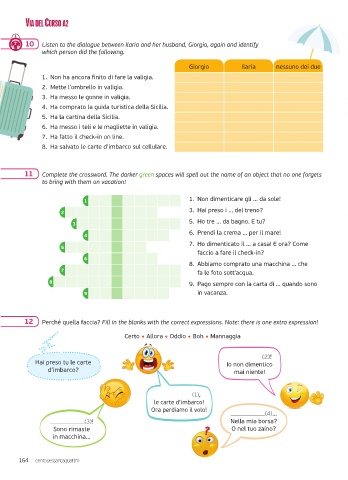 VIA DEL CORSO A2
10 Listen to the dialogue between Ilaria and her husband, Giorgio, again and identify
which person did the following.
Giorgio Ilaria nessuno dei due
1. Non ha ancora finito di fare la valigia.
2. Mette l'ombrello in valigia.
3. Ha messo le gonne in valigia.
4. Ha comprato la guida turistica della Sicilia.
5. Ha la cartina della Sicilia.
6. Ha messo i teli e le magliette in valigia.
7. Ha fatto il check-in on line.
8. Ha salvato le carte d'imbarco sul cellulare.
11 Complete the crossword. The darker green spaces will spell out the name of an object that no one forgets
to bring with them on vacation!
1
2
3
4
5
6
7
8
9
1. Non dimenticare gli ... da sole!
2. Hai preso i ... del treno?
5. Ho tre ... da bagno. E tu?
6. Prendi la crema ... per il mare!
7. Ho dimenticato il ... a casa! E ora? Come
faccio a fare il check-in?
8. Abbiamo comprato una macchina ... che
fa le foto sott'acqua.
9. Pago sempre con la carta di ... quando sono
in vacanza.
12 Perché quella faccia? Fill in the blanks with the correct expressions. Note: there is one extra expression!
Certo • Allora • Oddio • Boh • Mannaggia
Hai preso tu le carte
d'imbarco?
(2)!
Io non dimentico
mai niente!
(1),
le carte d'imbarco!
Ora perdiamo il volo!
(3)!
Sono rimaste
in macchina...
(4)...
Nella mia borsa?
O nel tuo zaino?
?
164 centosessantaquattro